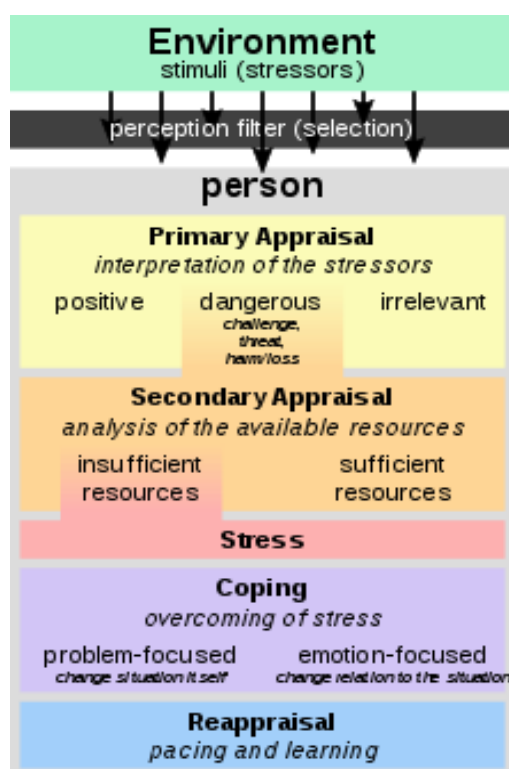 Environment
stimuli (stressors)
perception filter (selection)
person
Primary Appraisal
interpretation of the stressors
positive dangerous irrelevant
challenge,
threat,
harm/loss
Secondary Appraisal
analysis of the available resources
insufficient sufficient
resources resources
Stress
Coping
overcoming of stress
problem-focused emotion-focused
change situation itself change relation to the situation
Reappraisal
pacing and learning